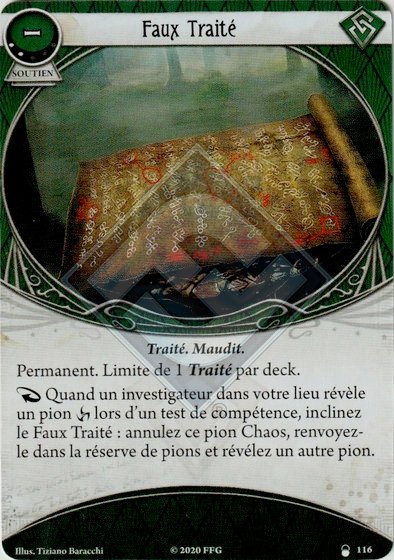 Faux Traité
SOUTIEN
Traité. Maudit.
Permanent. Limite de 1 Traité par deck.
Quand un investigateur dans votre lieu révèle
un pion lors d'un test de compétence, inclinez
le Faux Traité : annulez ce pion Chaos, renvoyez-
le dans la réserve de pions et révélez un autre pion.
Illus. Tiziano Baracchi
© 2020 FFG
116